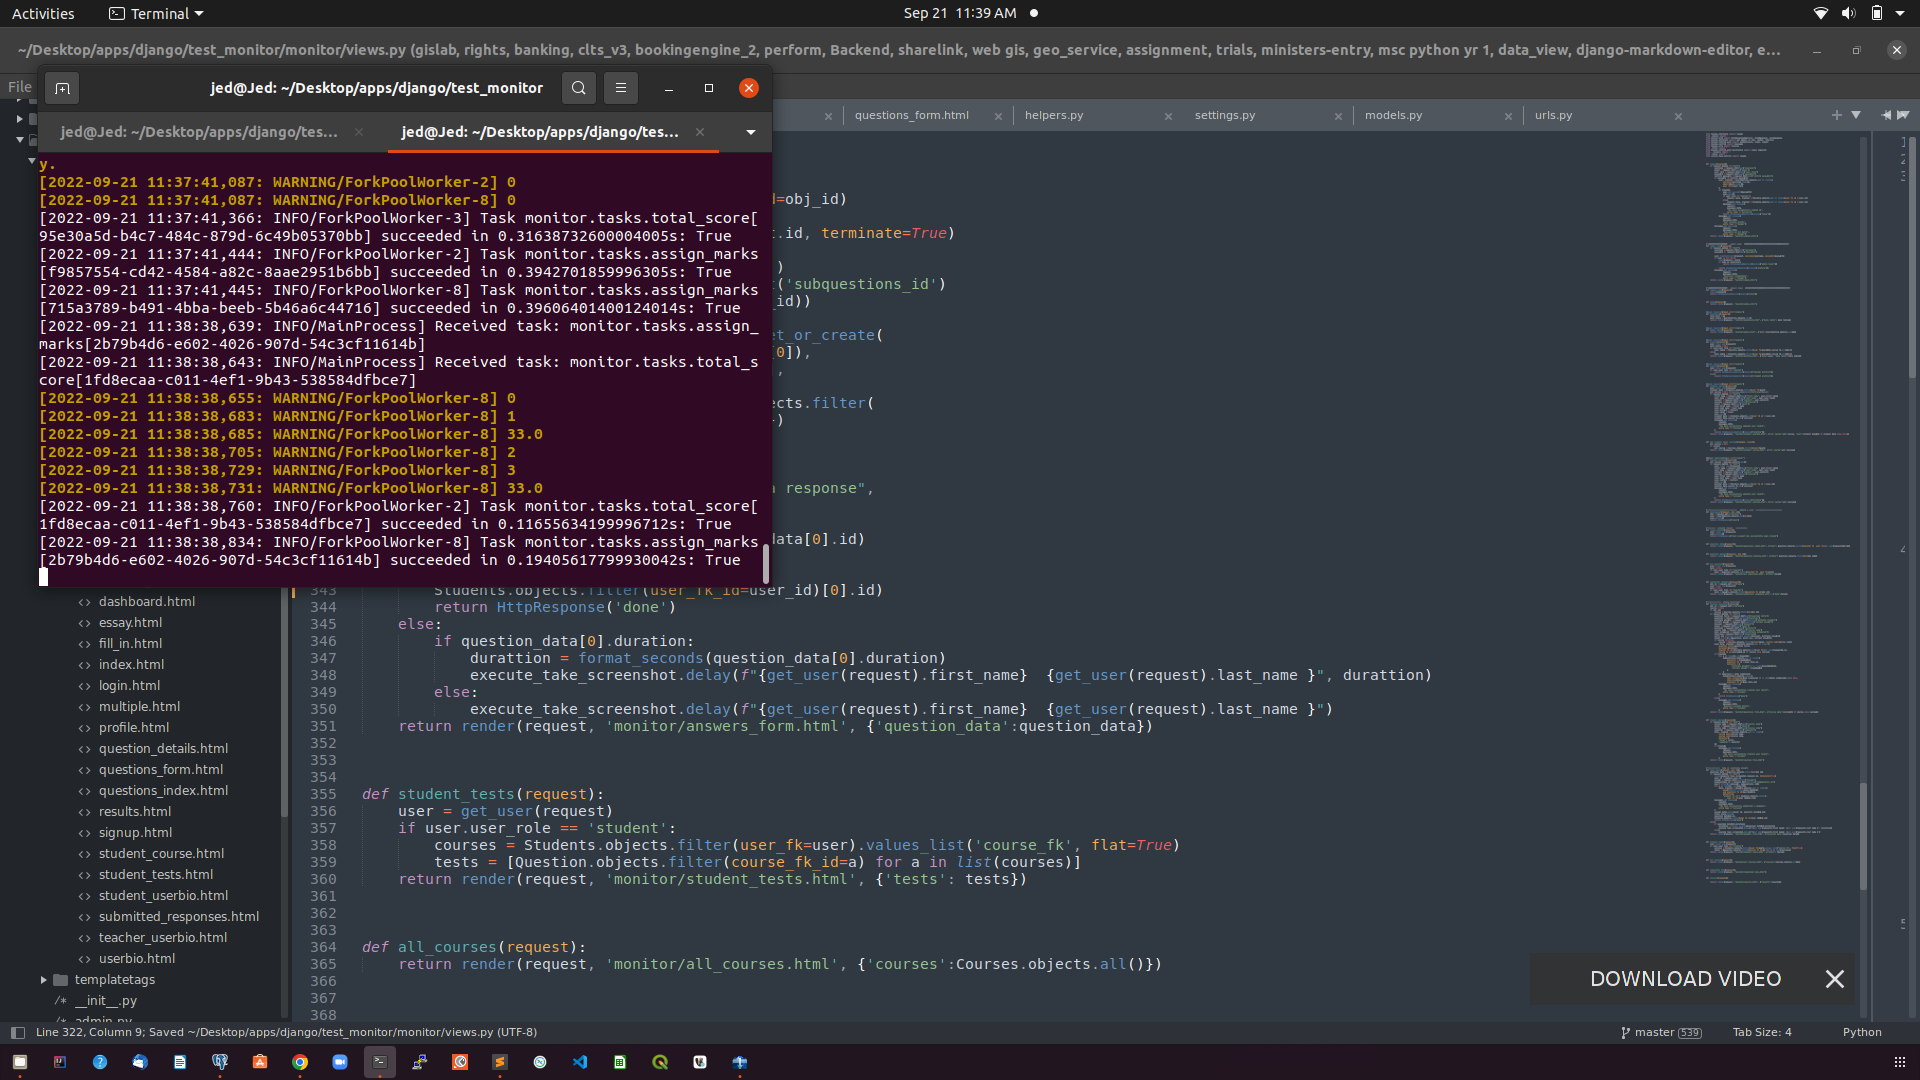 Activities
Terminal
Sep 21 11:39 AM
~/Desktop/apps/django/test_monitor/monitor/views.py (gislab, rights, banking, clts_v3, bookingengine_2, perform, Backend, sharelink, web gis, geo_service, assignment, trials, ministers-entry, msc python yr 1, data_view, django-markdown-editor, e...
File
jed@Jed: ~/Desktop/apps/django/test_monitor
jed@Jed: ~/Desktop/apps/django/tes...
jed@Jed: ~/Desktop/apps/django/tes...
questions_form.html
helpers.py
settings.py
models.py
urls.py
y.
[2022-09-21 11:37:41,087: WARNING/ForkPoolWorker-2] 0
[2022-09-21 11:37:41,087: WARNING/ForkPoolWorker-8] 0
[2022-09-21 11:37:41,366: INFO/ForkPoolWorker-3] Task monitor.tasks.total_score[
95e30a5d-b4c7-484c-879d-6c49b05370bb] succeeded in 0.31638732600004005s: True
[2022-09-21 11:37:41,444: INFO/ForkPoolWorker-2] Task monitor.tasks.assign_marks
[f9857554-cd42-4584-a82c-8aae2951b6bb] succeeded in 0.3942701859996305s: True
[2022-09-21 11:37:41,445: INFO/ForkPoolWorker-8] Task monitor.tasks.assign_marks
[715a3789-b491-4bba-beeb-5b46a6c44716] succeeded in 0.39606401400124014s: True
[2022-09-21 11:38:38,639: INFO/MainProcess] Received task: monitor.tasks.assign_
marks[2b79b4d6-e602-4026-907d-54c3cf11614b]
[2022-09-21 11:38:38,643: INFO/MainProcess] Received task: monitor.tasks.total_s
core[1fd8ecaa-c011-4ef1-9b43-538584dfbce7]
[2022-09-21 11:38:38,655: WARNING/ForkPoolWorker-8] 0
[2022-09-21 11:38:38,683: WARNING/ForkPoolWorker-8] 1
[2022-09-21 11:38:38,685: WARNING/ForkPoolWorker-8] 33.0
[2022-09-21 11:38:38,705: WARNING/ForkPoolWorker-8] 2
[2022-09-21 11:38:38,729: WARNING/ForkPoolWorker-8] 3
[2022-09-21 11:38:38,731: WARNING/ForkPoolWorker-8] 33.0
[2022-09-21 11:38:38,760: INFO/ForkPoolWorker-2] Task monitor.tasks.total_score[
1fd8ecaa-c011-4ef1-9b43-538584dfbce7] succeeded in 0.11655634199996712s: True
[2022-09-21 11:38:38,834: INFO/ForkPoolWorker-8] Task monitor.tasks.assign_marks
[2b79b4d6-e602-4026-907d-54c3cf11614b] succeeded in 0.19405617799930042s: True
=obj_id)
.id, terminate=True)
)
('subquestions_id')
_id))
et_or_create(
[0]),
,
ects.filter(
)
response",
data[0].id)
343 Students.objects.filter(user_fk_id=user_id)[0].id)
344 return HttpResponse('done')
345 else:
346 if question_data[0].duration:
347 durattion = format_seconds(question_data[0].duration)
348 execute_take_screenshot.delay(f"{get_user(request).first_name}  {get_user(request).last_name }", durattion)
349 else:
350 execute_take_screenshot.delay(f"{get_user(request).first_name}  {get_user(request).last_name }")
351 return render(request, 'monitor/answers_form.html', {'question_data':question_data})
352
353
354
355 def student_tests(request):
356 user = get_user(request)
357 if user.user_role == 'student':
358 courses = Students.objects.filter(user_fk=user).values_list('course_fk', flat=True)
359 tests = [Question.objects.filter(course_fk_id=a) for a in list(courses)]
360 return render(request, 'monitor/student_tests.html', {'tests': tests})
361
362
363
364 def all_courses(request):
365 return render(request, 'monitor/all_courses.html', {'courses':Courses.objects.all()})
366
367
368
dashboard.html
essay.html
fill_in.html
index.html
login.html
multiple.html
profile.html
question_details.html
questions_form.html
questions_index.html
results.html
signup.html
student_course.html
student_tests.html
student_userbio.html
submitted_responses.html
teacher_userbio.html
userbio.html
templatetags
/* __init__.py
/* admin.py
DOWNLOAD VIDEO
Line 322, Column 9; Saved ~/Desktop/apps/django/test_monitor/monitor/views.py (UTF-8)
master 539
Tab Size: 4
Python